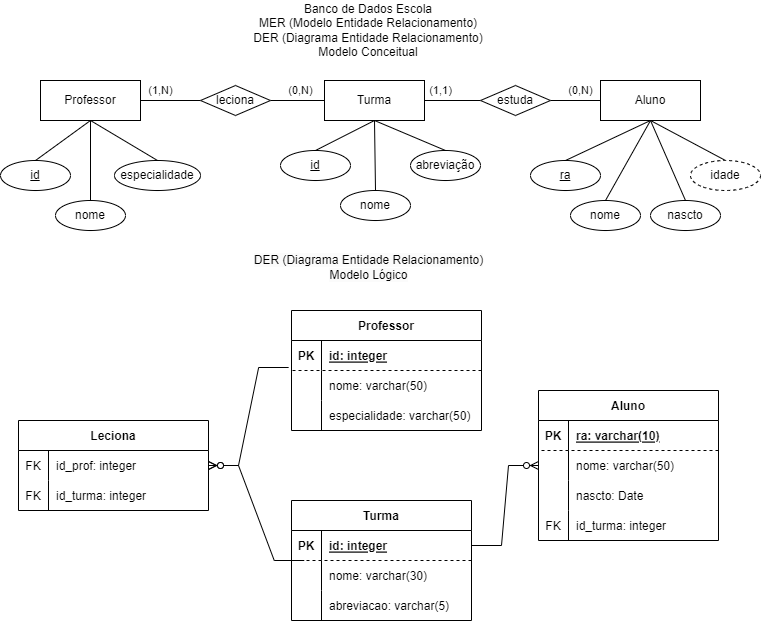 Banco de Dados Escola
MER (Modelo Entidade Relacionamento)
DER (Diagrama Entidade Relacionamento)
Modelo Conceitual
Professor
(1,N)
leciona
(0,N)
Turma
(1,1)
estuda
(0,N)
Aluno
id
nome
especialidade
id
nome
abreviação
ra
nome
nascto
idade
DER (Diagrama Entidade Relacionamento)
Modelo Lógico
Professor
PK id: integer
nome: varchar(50)
especialidade: varchar(50)
Leciona
FK id_prof: integer
FK id_turma: integer
Turma
PK id: integer
nome: varchar(30)
abreviacao: varchar(5)
Aluno
PK ra: varchar(10)
nome: varchar(50)
nascto: Date
FK id_turma: integer